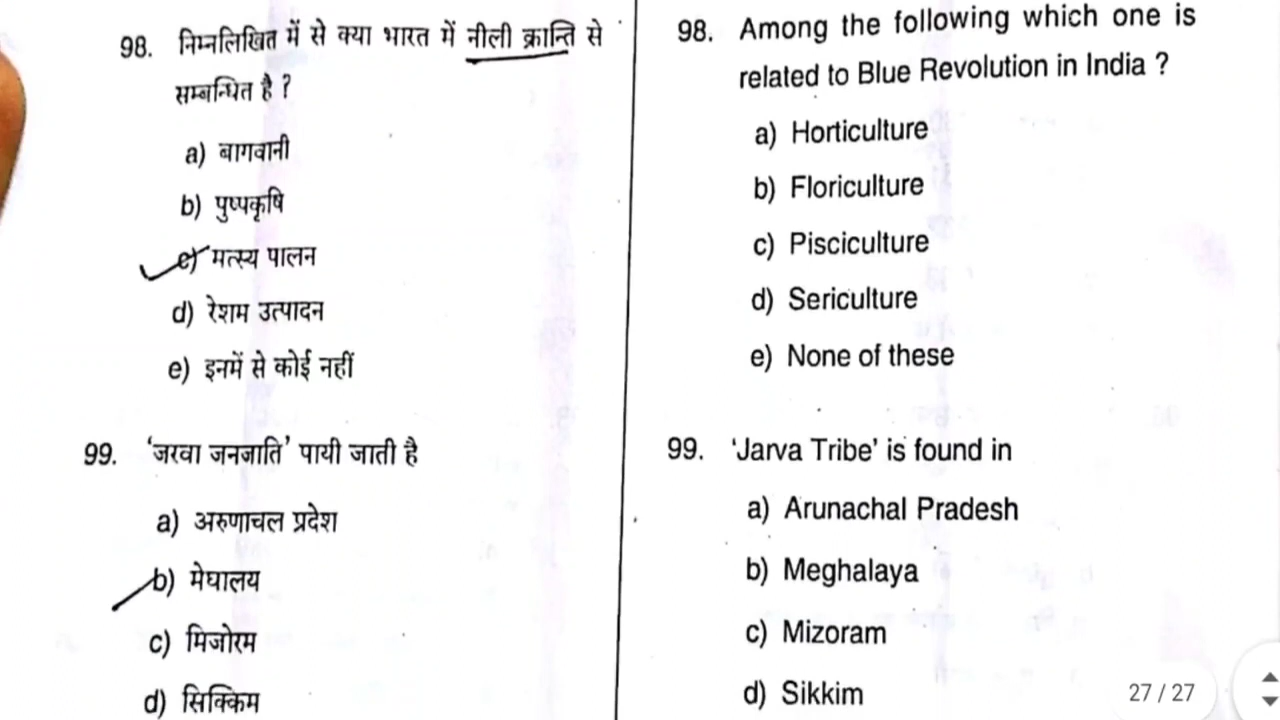 98. निम्नलिखित में से क्या भारत में नीली क्रान्ति से
सम्बन्धित है ?
a) बागवानी
b) पुष्पकृषि
c) मत्स्य पालन
d) रेशम उत्पादन
e) इनमें से कोई नहीं
99. 'जरवा जनजाति' पायी जाती है
a) अरुणाचल प्रदेश
b) मेघालय
c) मिजोरम
d) सिक्किम
98. Among the following which one is
related to Blue Revolution in India ?
a) Horticulture
b) Floriculture
c) Pisciculture
d) Sericulture
e) None of these
99. 'Jarva Tribe' is found in
a) Arunachal Pradesh
b) Meghalaya
c) Mizoram
d) Sikkim
27 / 27